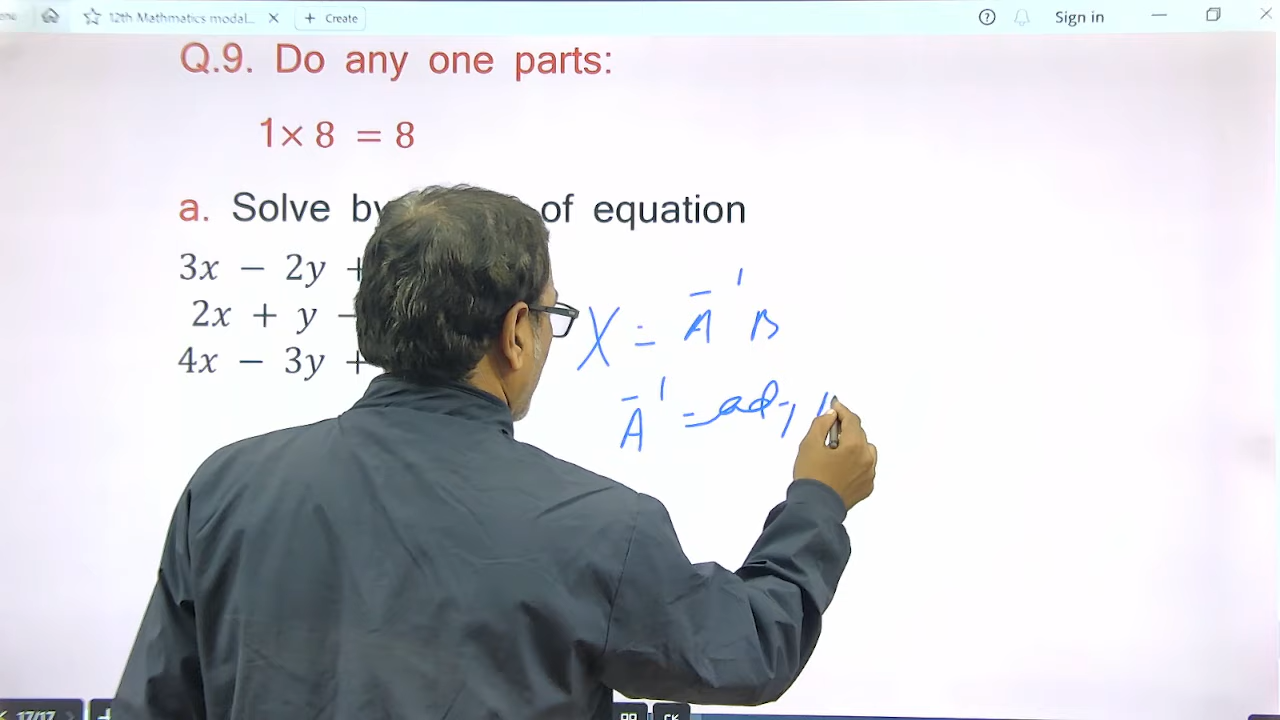 12th Mathmatics modal...
+ Create
Sign in
Q.9. Do any one parts:
1× 8 = 8
a. Solve by of equation
3x − 2y +
2x + y −
4x − 3y +
X = A⁻¹ B
A⁻¹ = adj
17/17